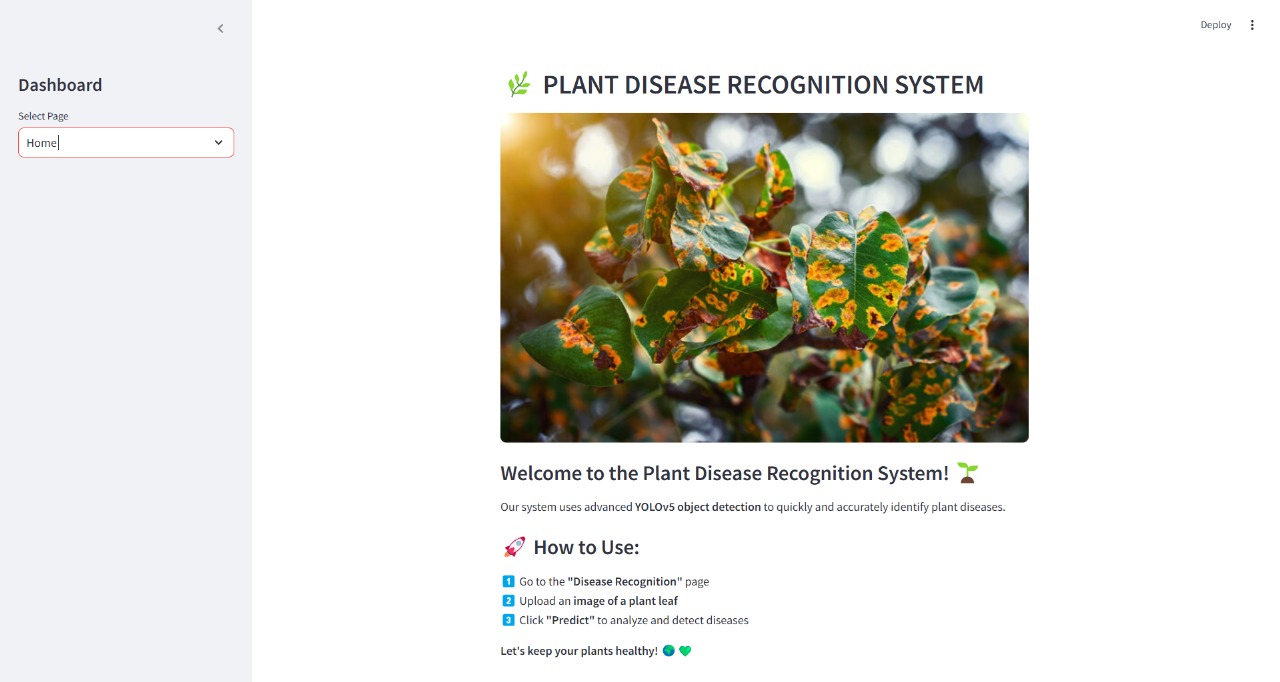 Deploy
Dashboard
Select Page
Home
🌿 PLANT DISEASE RECOGNITION SYSTEM
Welcome to the Plant Disease Recognition System! 🌱
Our system uses advanced YOLOv5 object detection to quickly and accurately identify plant diseases.
🚀 How to Use:
1️⃣ Go to the "Disease Recognition" page
2️⃣ Upload an image of a plant leaf
3️⃣ Click "Predict" to analyze and detect diseases
Let's keep your plants healthy! 🌍 💚